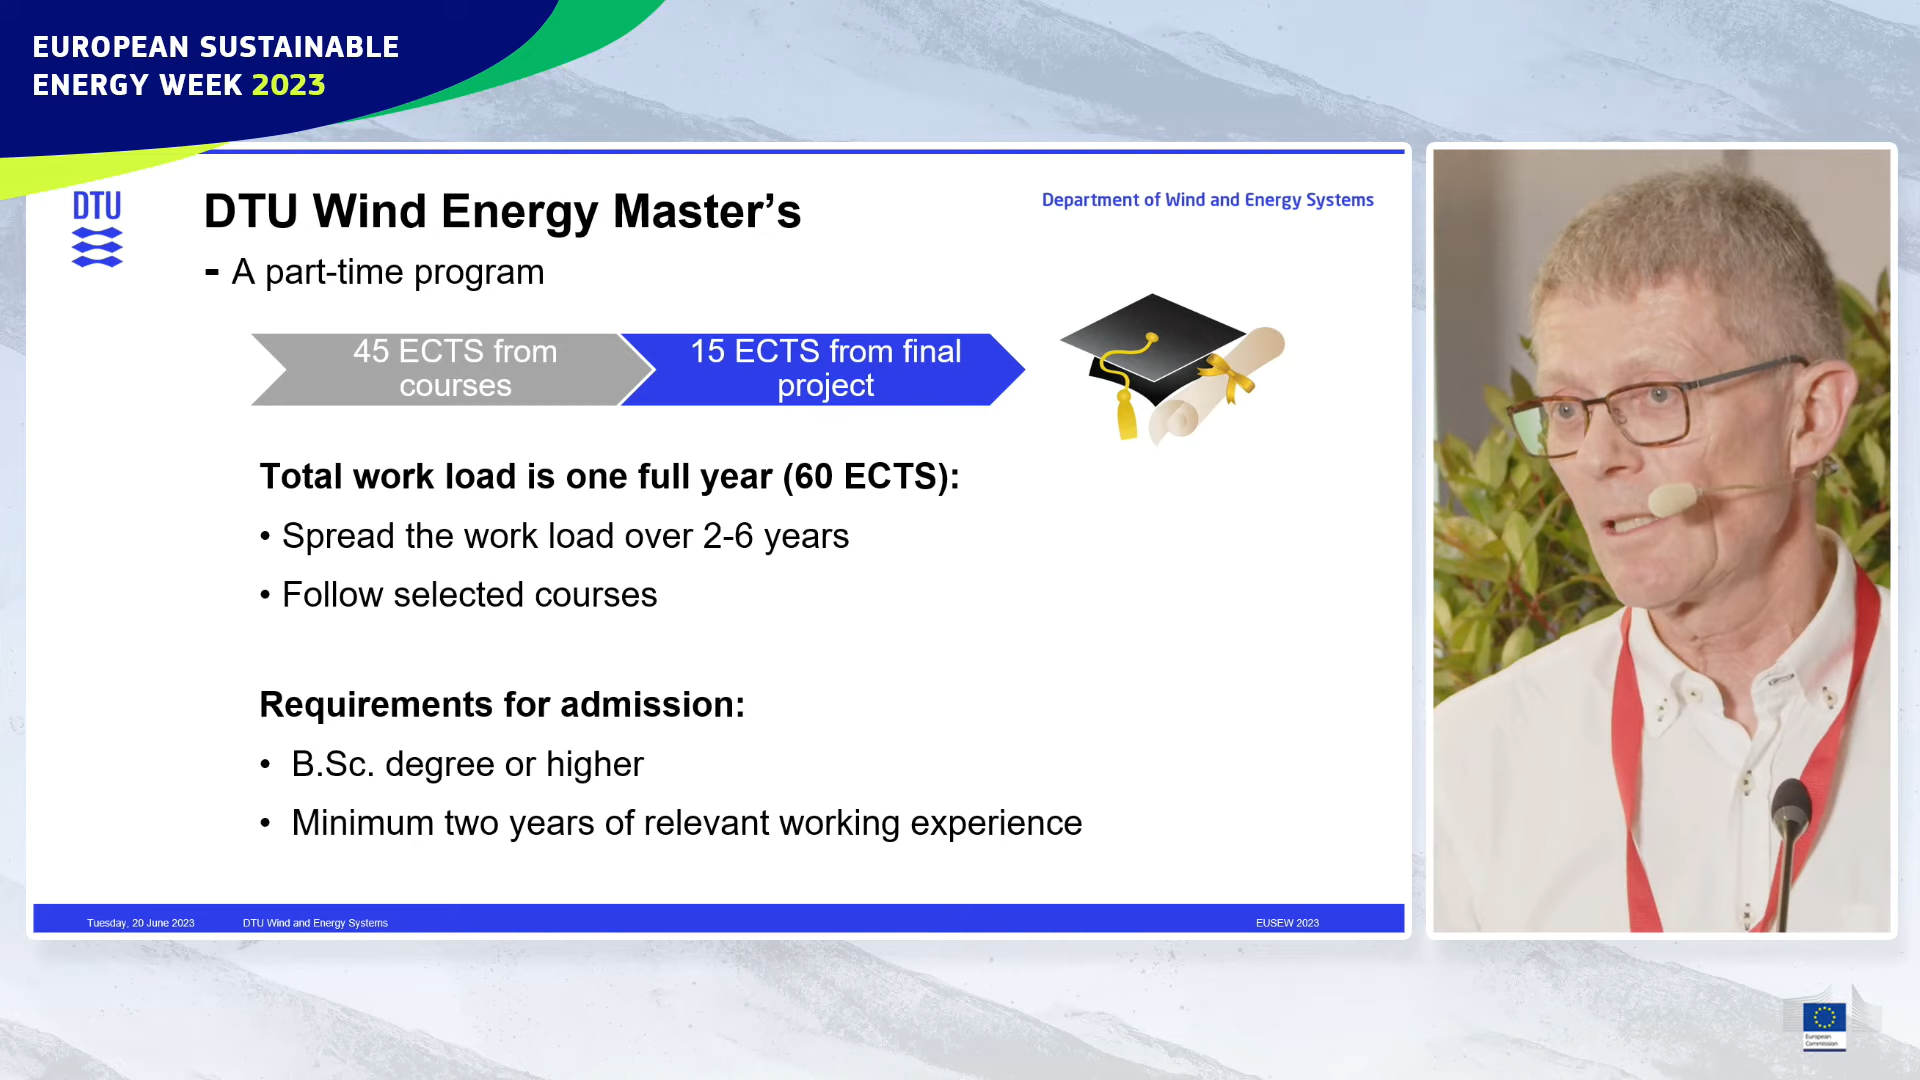 EUROPEAN SUSTAINABLE
ENERGY WEEK 2023
DTU
DTU Wind Energy Master's
Department of Wind and Energy Systems
- A part-time program
45 ECTS from
courses
15 ECTS from final
project
Total work load is one full year (60 ECTS):
• Spread the work load over 2-6 years
• Follow selected courses
Requirements for admission:
• B.Sc. degree or higher
• Minimum two years of relevant working experience
Tuesday, 20 June 2023
DTU Wind and Energy Systems
EUSEW 2023
European
Commission